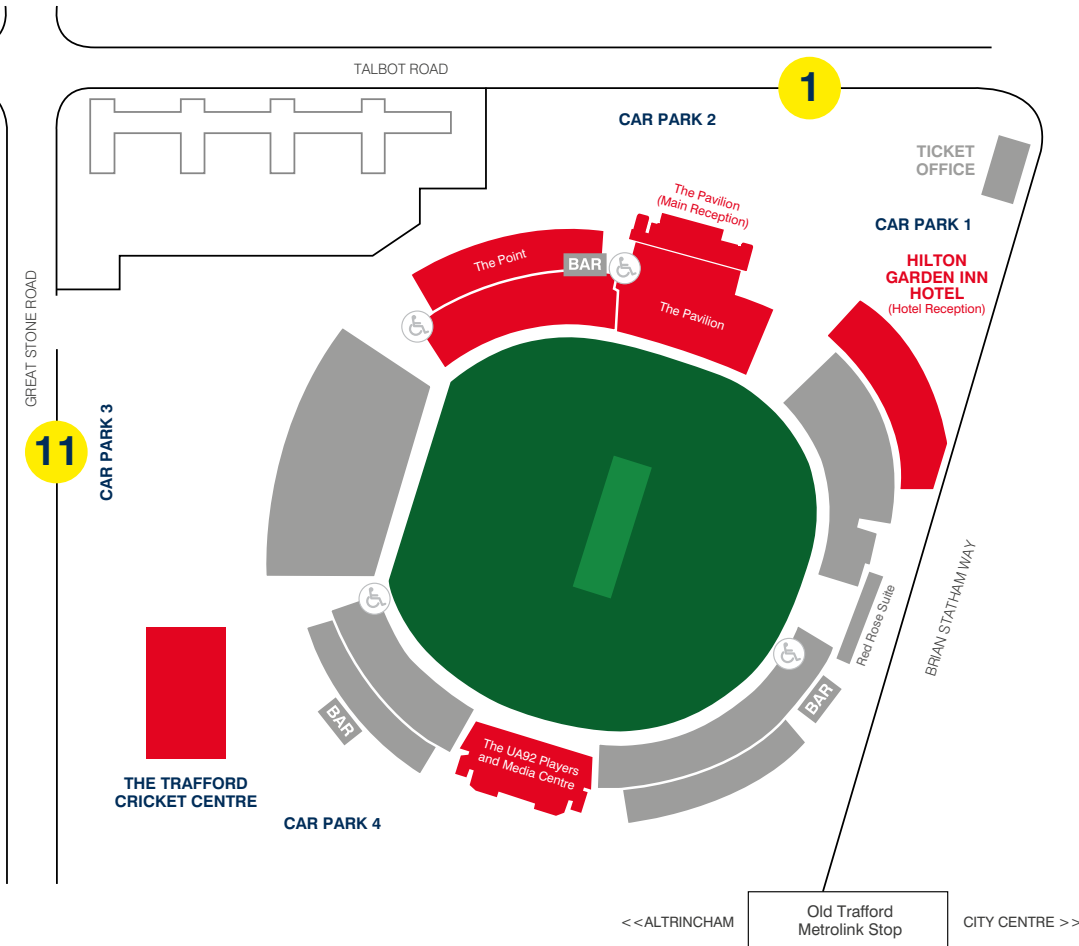 TALBOT ROAD
1
CAR PARK 2
TICKET
OFFICE
The Pavilion
(Main Reception)
CAR PARK 1
The Point
BAR
HILTON
GARDEN INN
HOTEL
(Hotel Reception)
The Pavilion
GREAT STONE ROAD
11
CAR PARK 3
BRIAN STATHAM WAY
Red Rose Suite
BAR
BAR
The UA92 Players
and Media Centre
THE TRAFFORD
CRICKET CENTRE
CAR PARK 4
<<ALTRINCHAM
Old Trafford
Metrolink Stop
CITY CENTRE >>